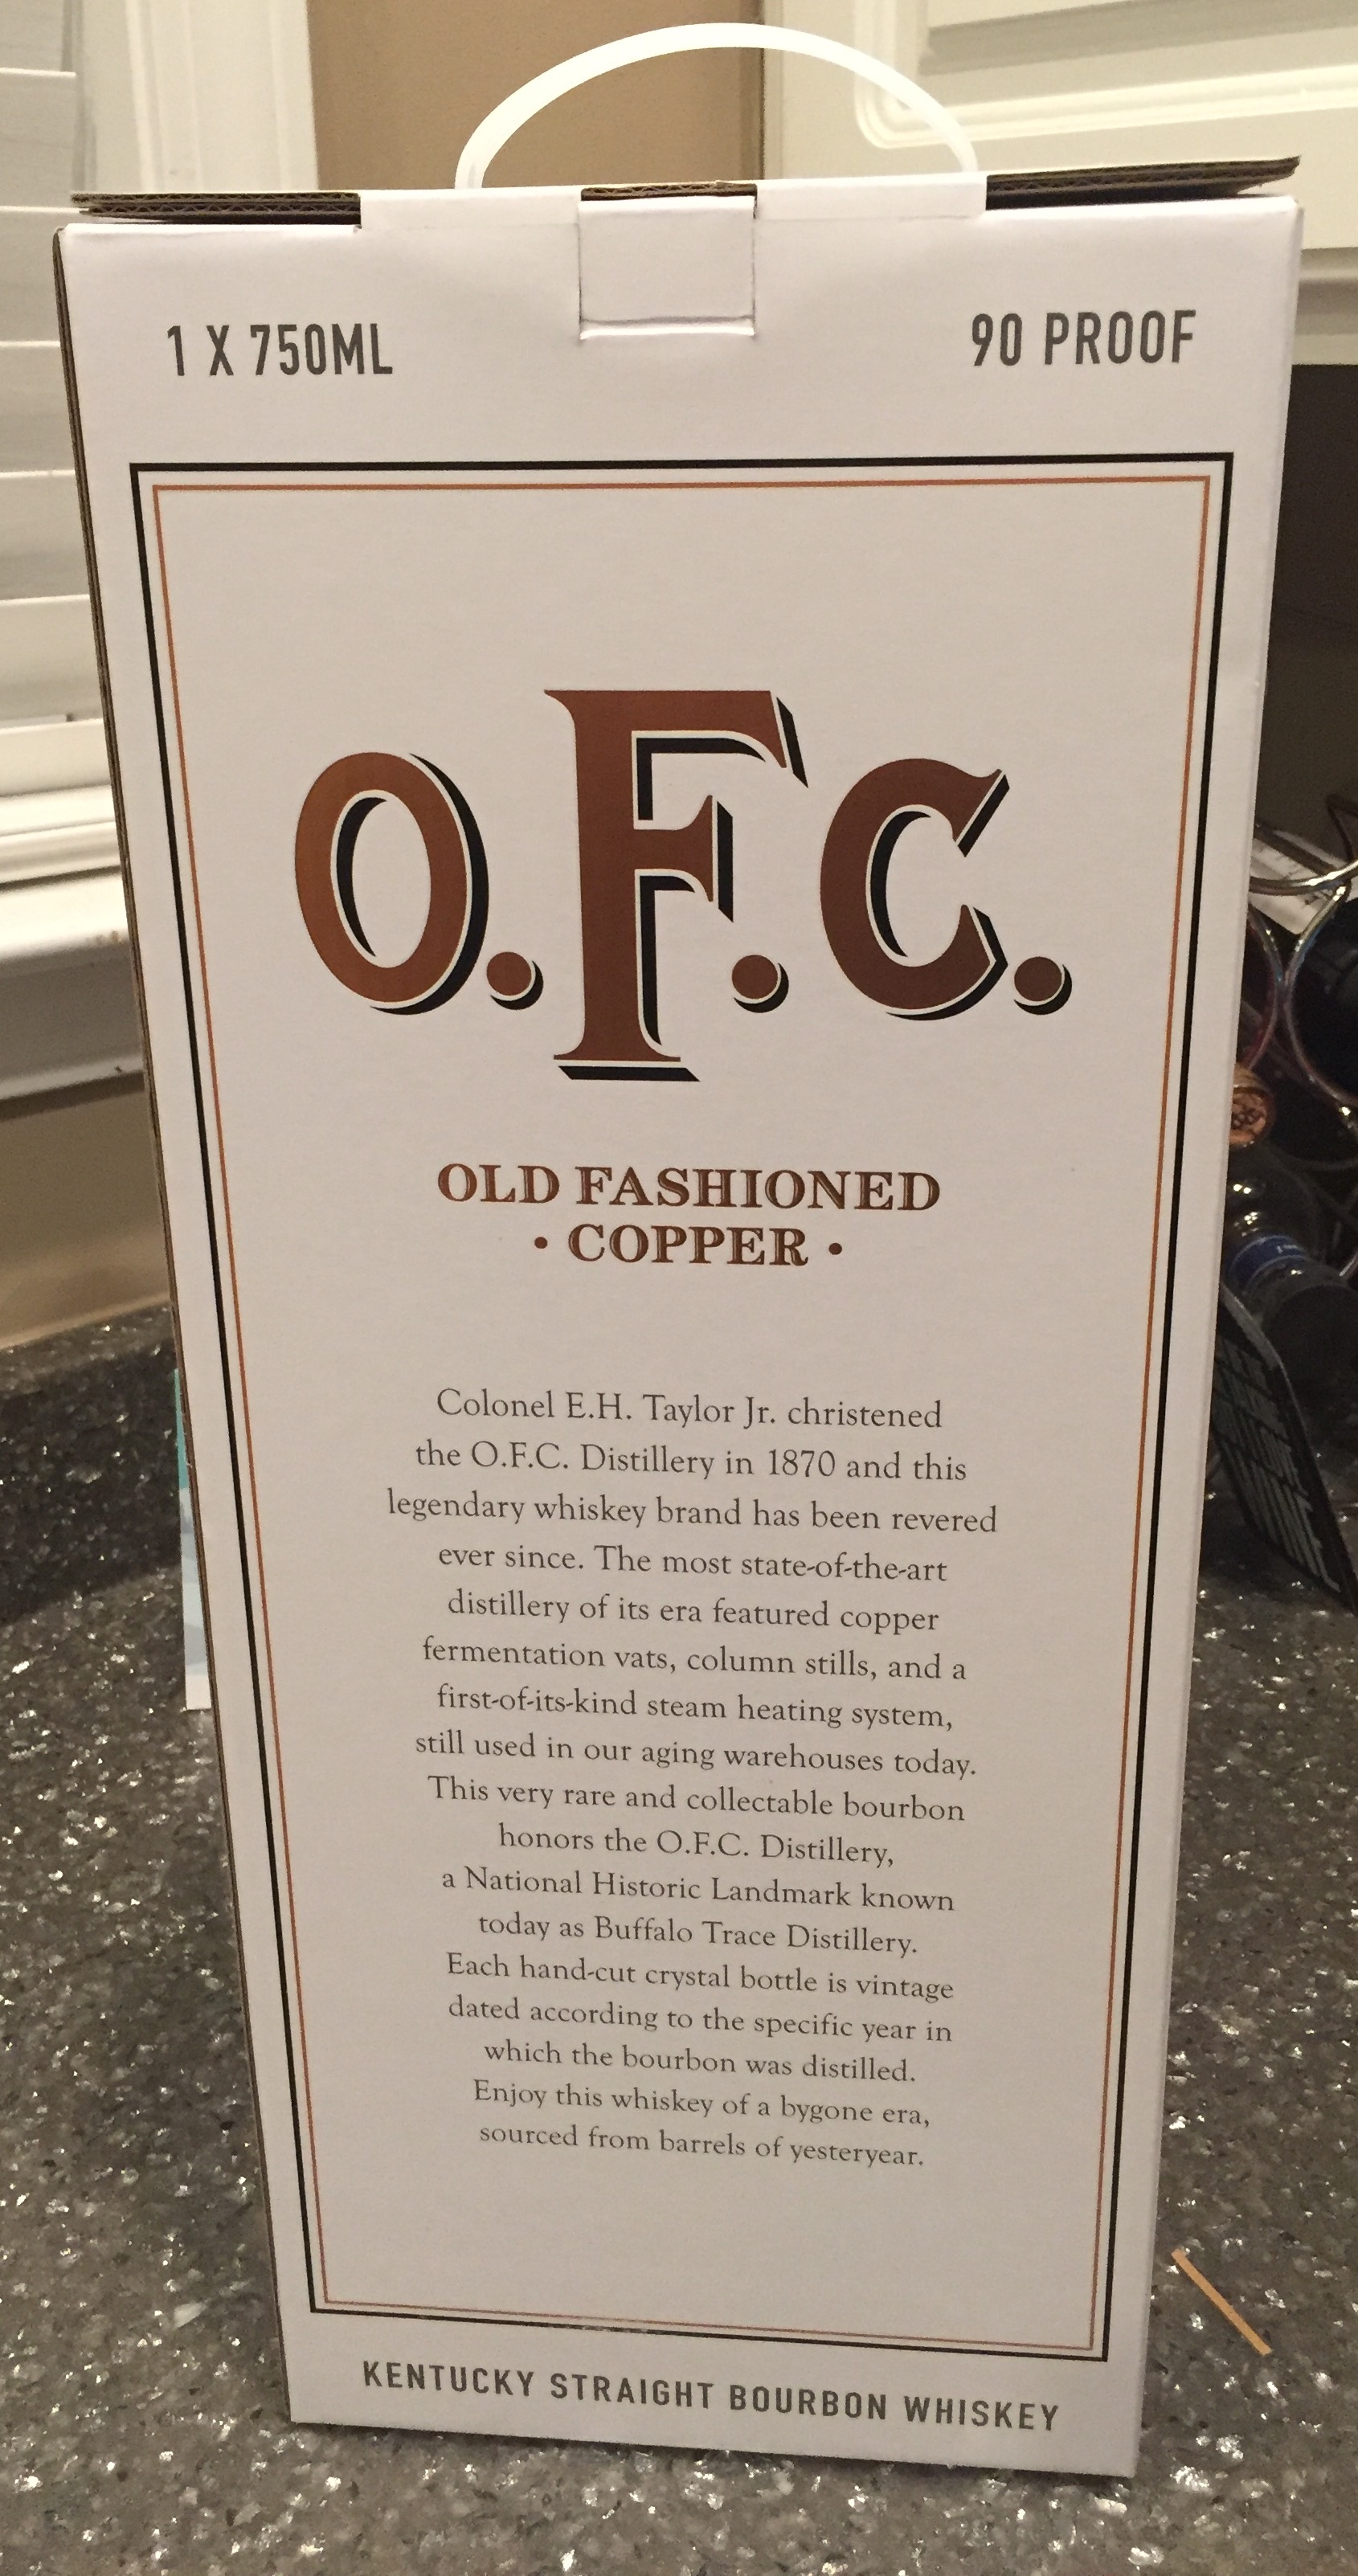 1 X 750ML
90 PROOF
O.F.C.
OLD FASHIONED
• COPPER •
Colonel E.H. Taylor Jr. christened
the O.F.C. Distillery in 1870 and this
legendary whiskey brand has been revered
ever since. The most state-of-the-art
distillery of its era featured copper
fermentation vats, column stills, and a
first-of-its-kind steam heating system,
still used in our aging warehouses today.
This very rare and collectable bourbon
honors the O.F.C. Distillery,
a National Historic Landmark known
today as Buffalo Trace Distillery.
Each hand-cut crystal bottle is vintage
dated according to the specific year in
which the bourbon was distilled.
Enjoy this whiskey of a bygone era,
sourced from barrels of yesteryear.
KENTUCKY STRAIGHT BOURBON WHISKEY